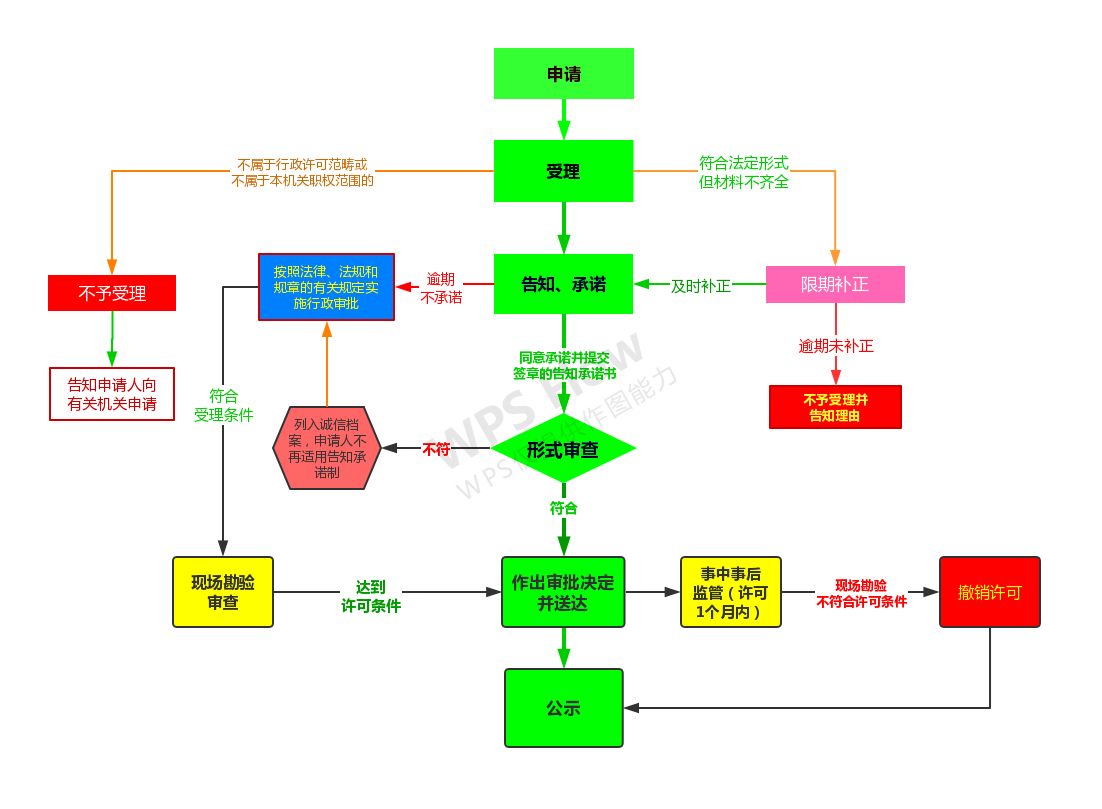 申请
受理
不属于行政许可范畴或
不属于本机关职权范围的
符合法定形式
但材料不齐全
不予受理
按照法律、法规和
规章的有关规定实
施行政审批
逾期
不承诺
告知、承诺
及时补正
限期补正
告知申请人向
有关机关申请
同意承诺并提交
签章的告知承诺书
逾期未补正
不予受理并
告知理由
符合
受理条件
列入诚信档
案，申请人不
再适用告知承
诺制
不符
形式审查
WPS Flow
符合
现场勘验
审查
达到
许可条件
作出审批决定
并送达
事中事后
监管（许可
1个月内）
现场勘验
不符合许可条件
撤销许可
公示